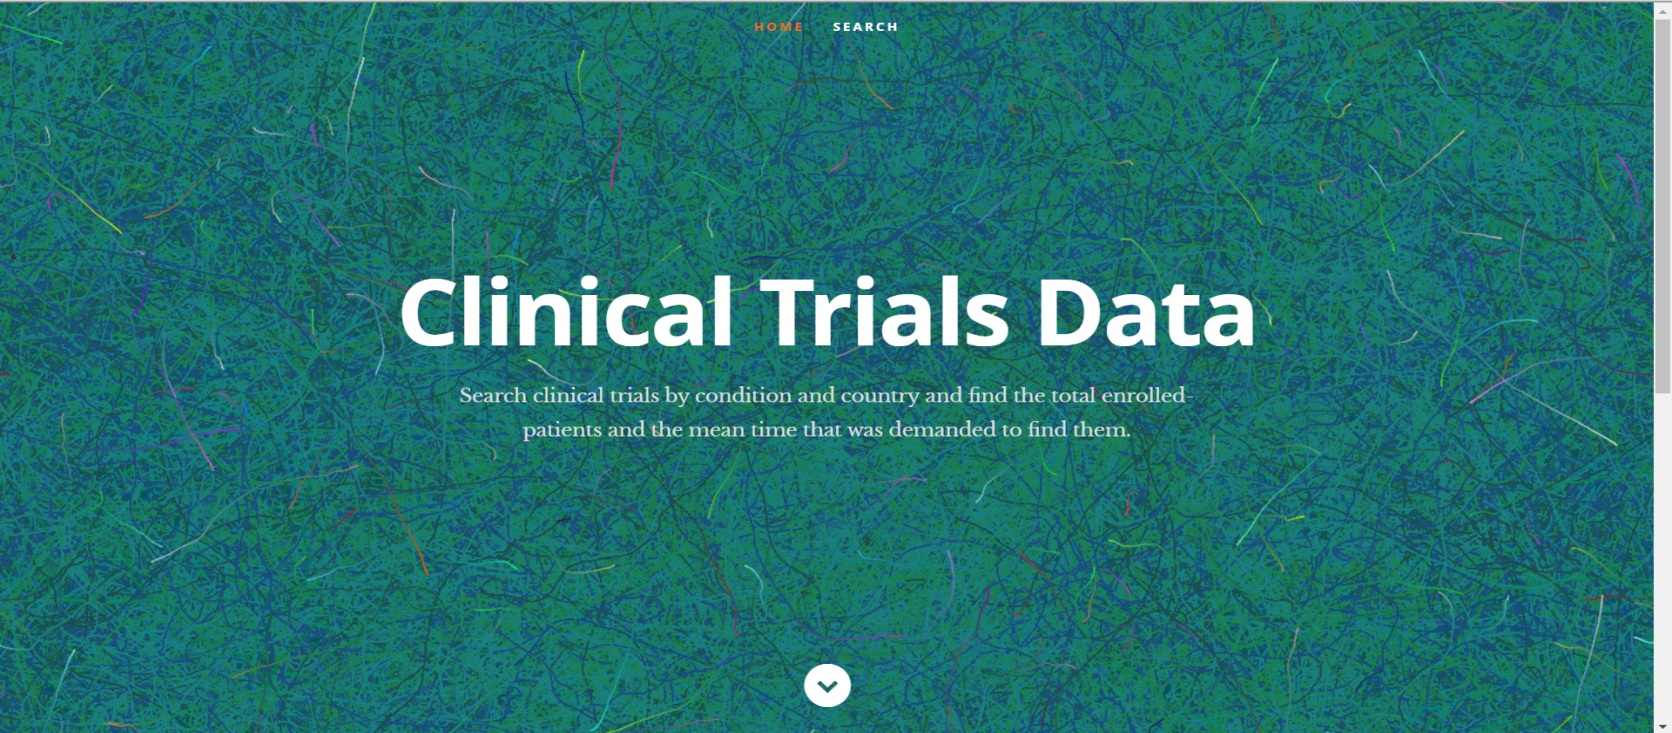 HOME SEARCH
Clinical Trials Data
Search clinical trials by condition and country and find the total enrolled-
patients and the mean time that was demanded to find them.